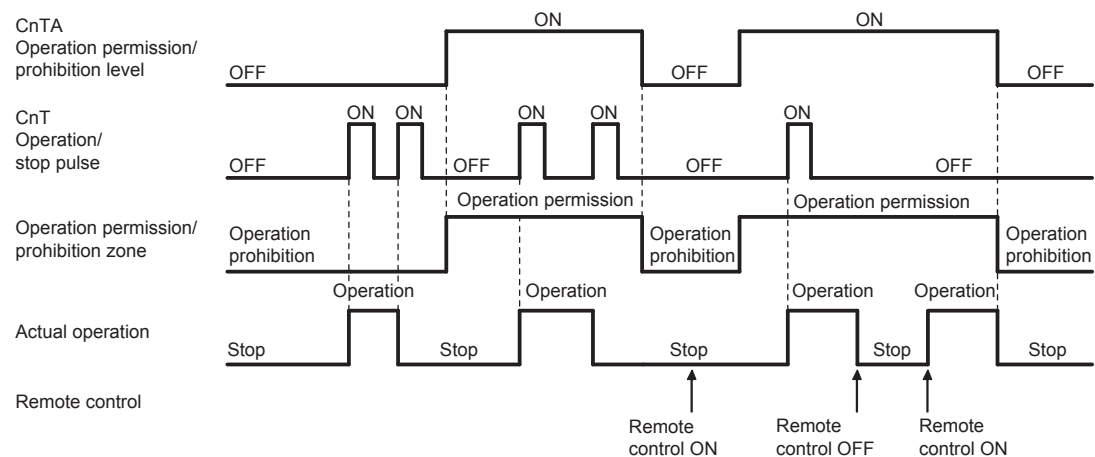 CnTA
Operation permission/
prohibition level
OFF
ON
OFF
ON
OFF
CnT
Operation/
stop pulse
OFF
ON
ON
OFF
ON
ON
OFF
ON
OFF
Operation permission/
prohibition zone
Operation
prohibition
Operation permission
Operation
prohibition
Operation permission
Operation
prohibition
Actual operation
Stop
Operation
Stop
Operation
Stop
Operation
Stop
Operation
Stop
Remote control
Remote
control ON
Remote
control OFF
Remote
control ON